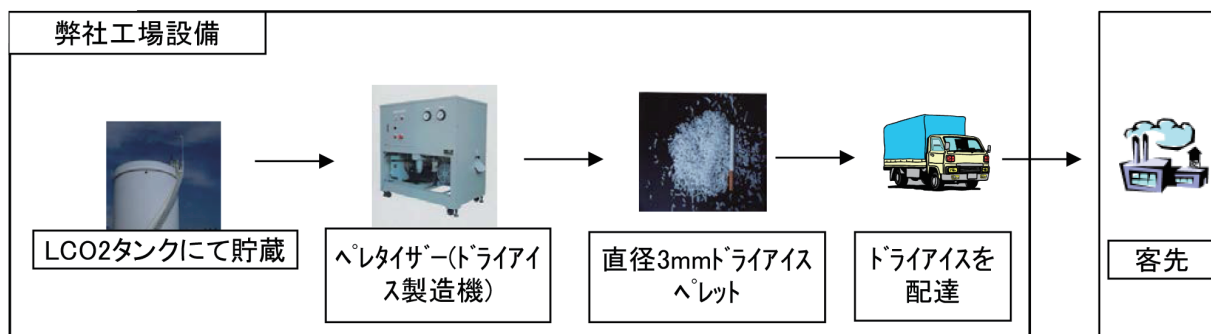 弊社工場設備
LCO2タンクにて貯蔵
ﾍﾟﾚﾀｲｻﾞｰ(ﾄﾞﾗｲｱｲ
ｽ製造機)
直径3mmﾄﾞﾗｲｱｲｽ
ﾍﾟﾚｯﾄ
ﾄﾞﾗｲｱｲｽを
配達
客先